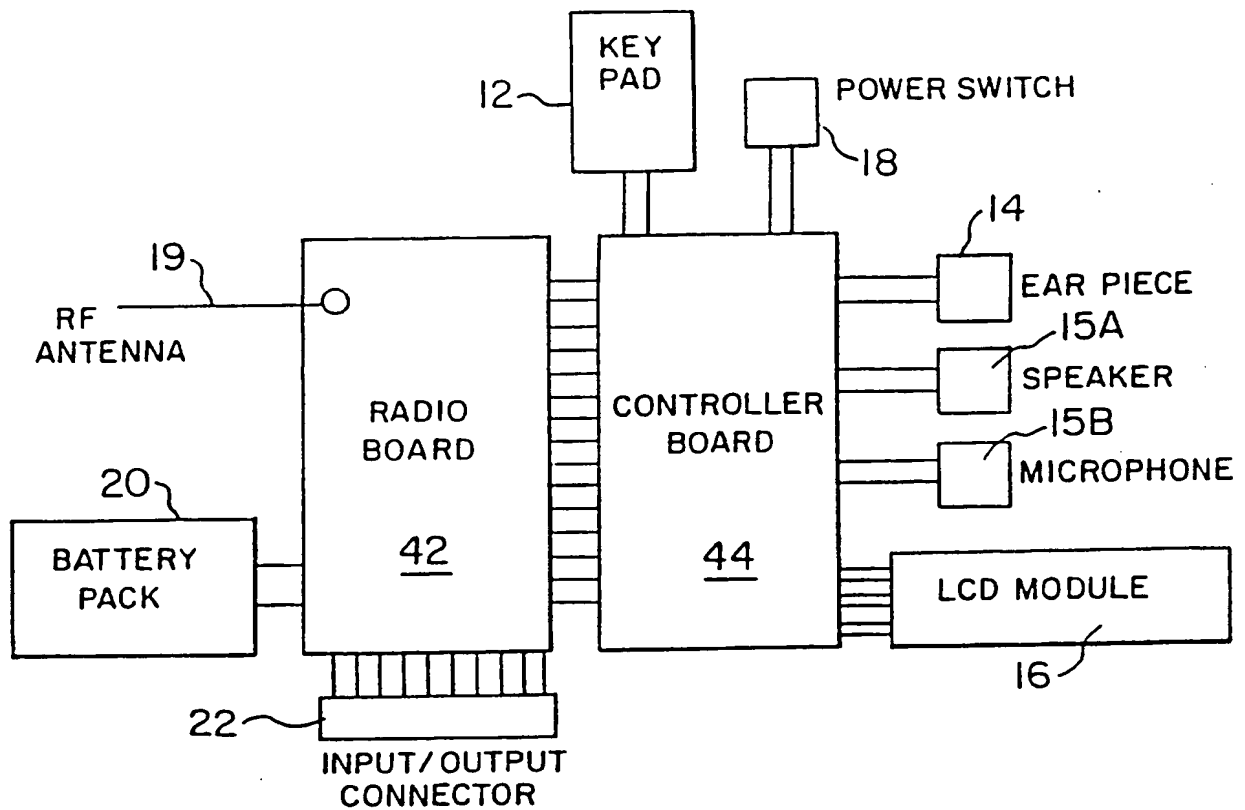 KEY
PAD
12
POWER SWITCH
18
14
EAR PIECE
19
RF
ANTENNA
15A
SPEAKER
RADIO
BOARD
42
CONTROLLER
BOARD
44
15B
MICROPHONE
20
BATTERY
PACK
LCD MODULE
16
22
INPUT/OUTPUT
CONNECTOR